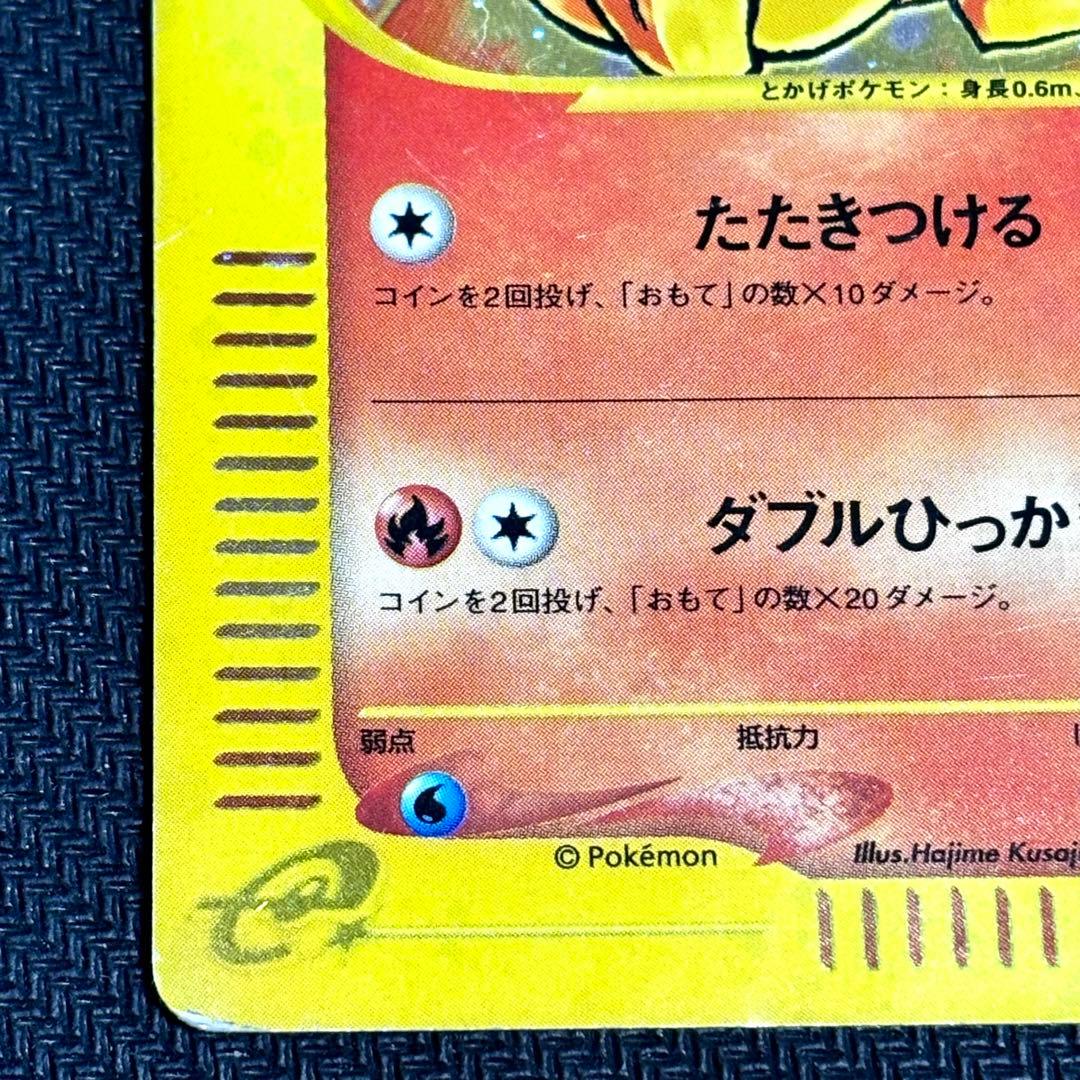 とかげポケモン：身長0.6m、
たたきつける
コインを2回投げ、「おもて」の数×10ダメージ。
ダブルひっか
コインを2回投げ、「おもて」の数×20ダメージ。
弱点 抵抗力
© Pokémon Illus.Hajime Kusaj